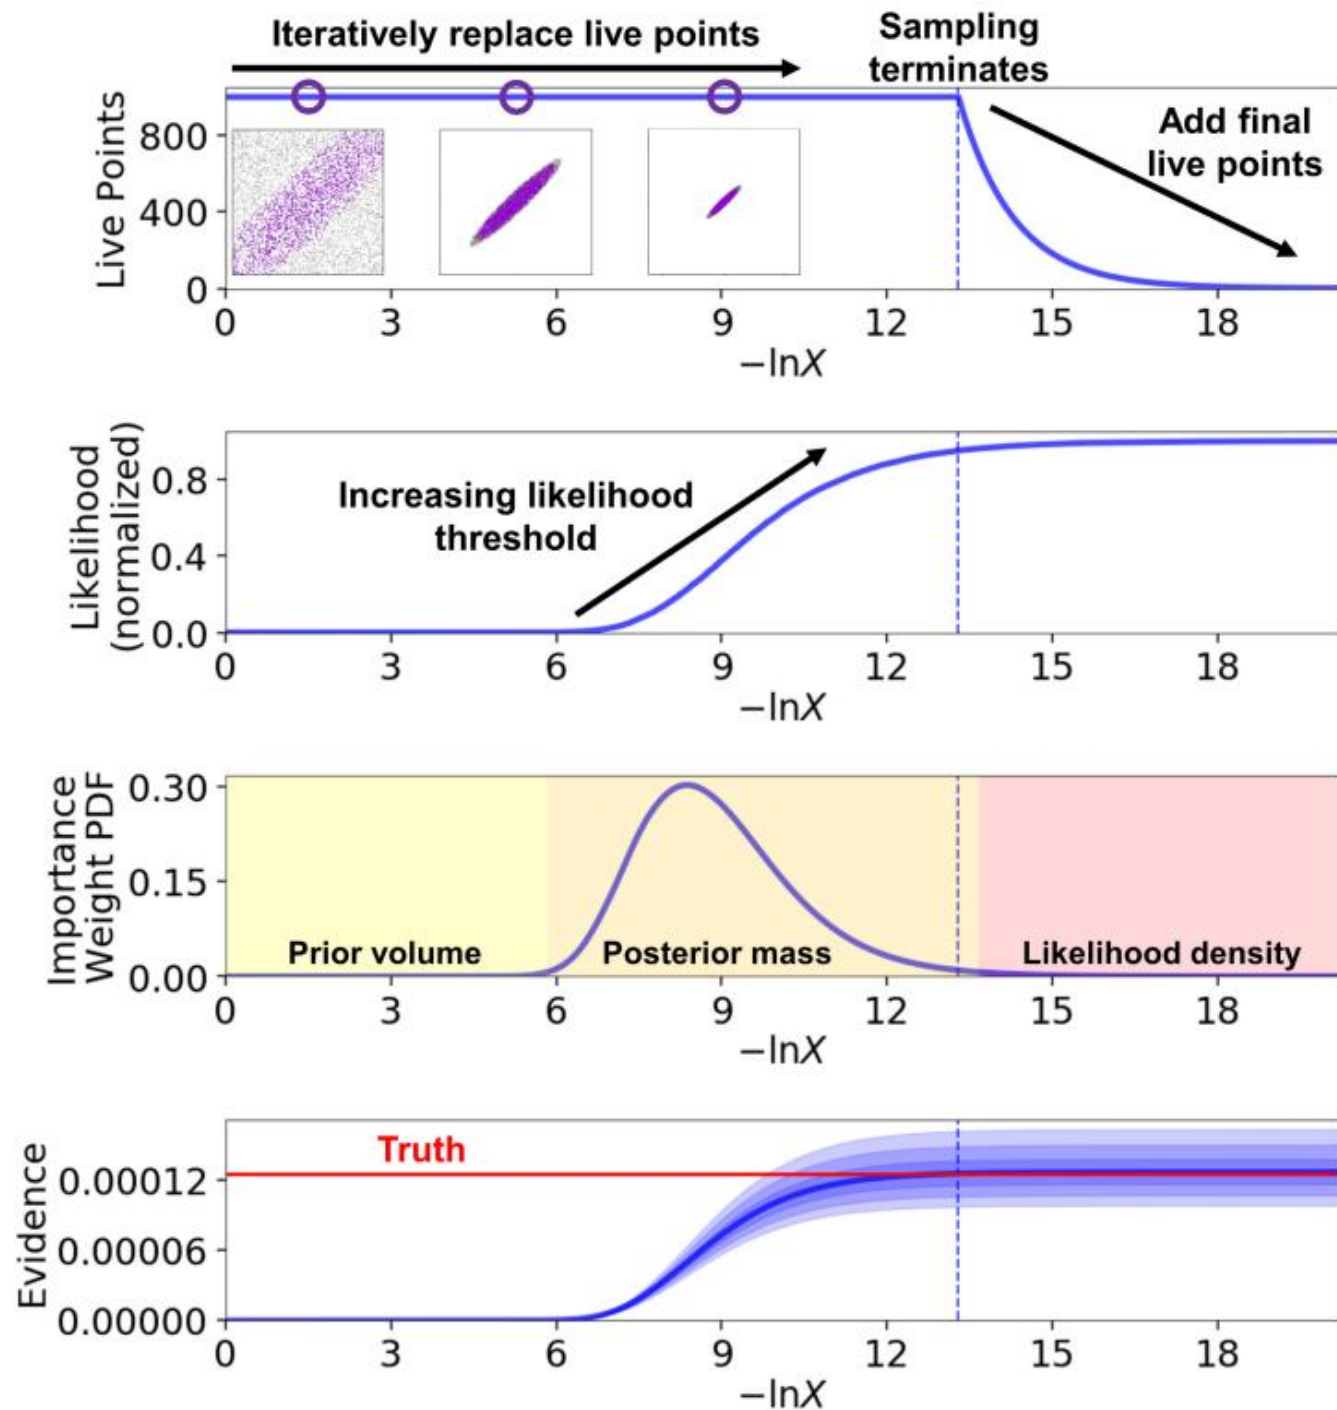 Iteratively replace live points
Sampling
terminates
Add final
live points
Live Points
800
400
0
0 3 6 9 12 15 18
−lnX
Increasing likelihood
threshold
Likelihood
(normalized)
0.8
0.4
0.0
0 3 6 9 12 15 18
−lnX
Importance
Weight PDF
0.30
0.15
0.00
Prior volume
Posterior mass
Likelihood density
0 3 6 9 12 15 18
−lnX
Truth
Evidence
0.00012
0.00006
0.00000
0 3 6 9 12 15 18
−lnX